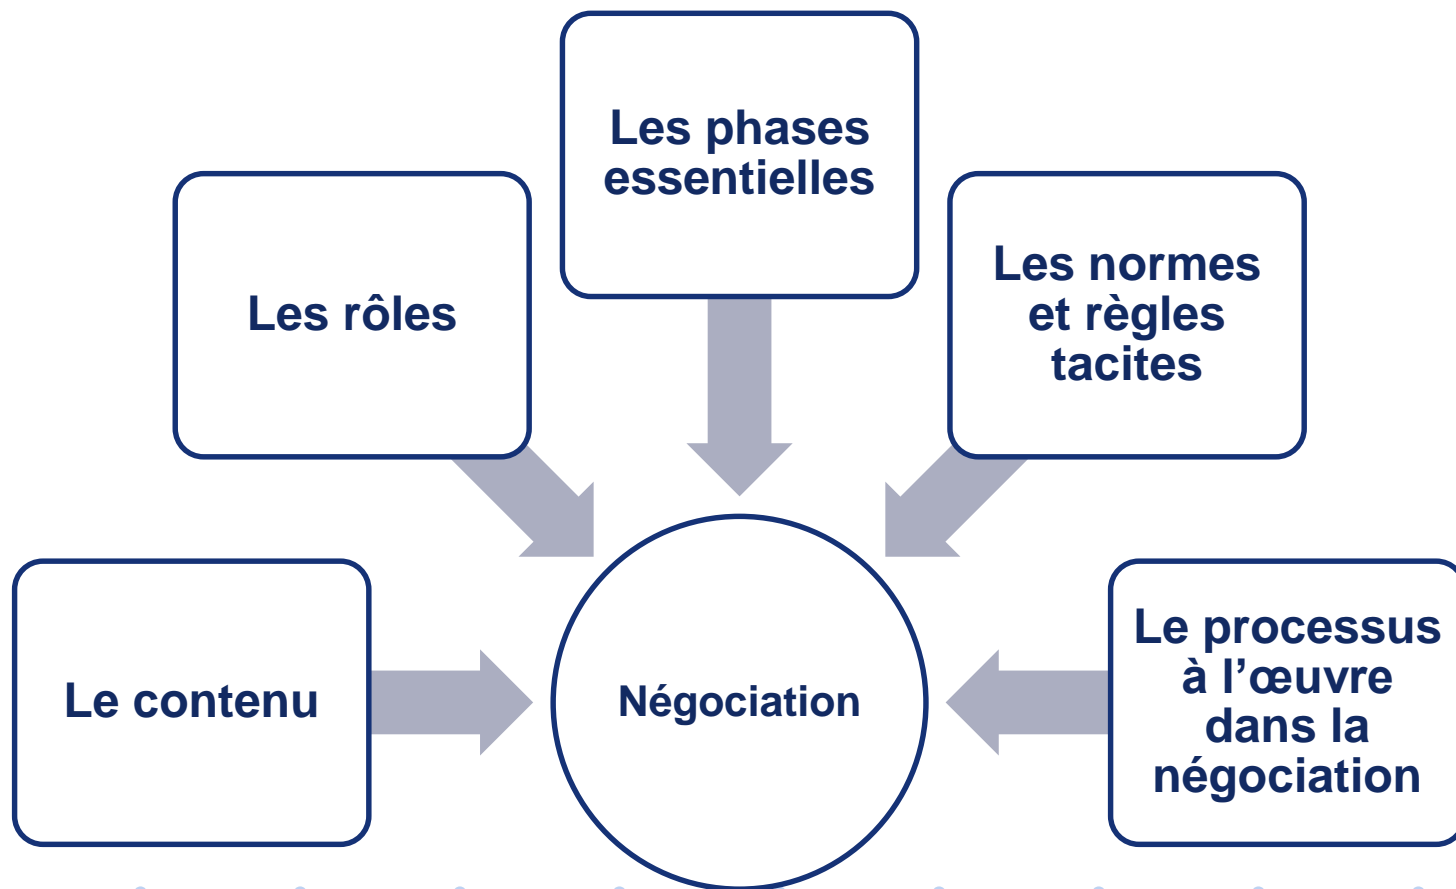 Les phases
essentielles
Les rôles
Les normes
et règles
tacites
Le contenu
Négociation
Le processus
à l’œuvre
dans la
négociation